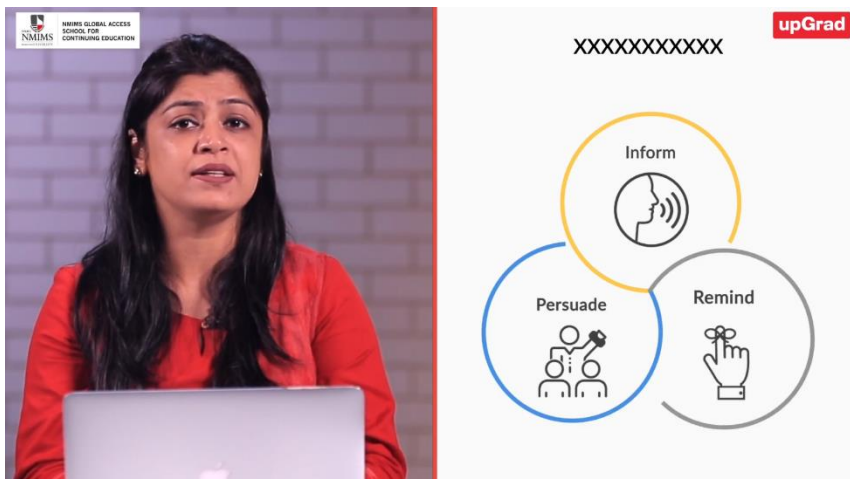 NMIMS GLOBAL ACCESS
SCHOOL FOR
CONTINUING EDUCATION
NMIMS
upGrad
XXXXXXXXXXX
Inform
Persuade
Remind